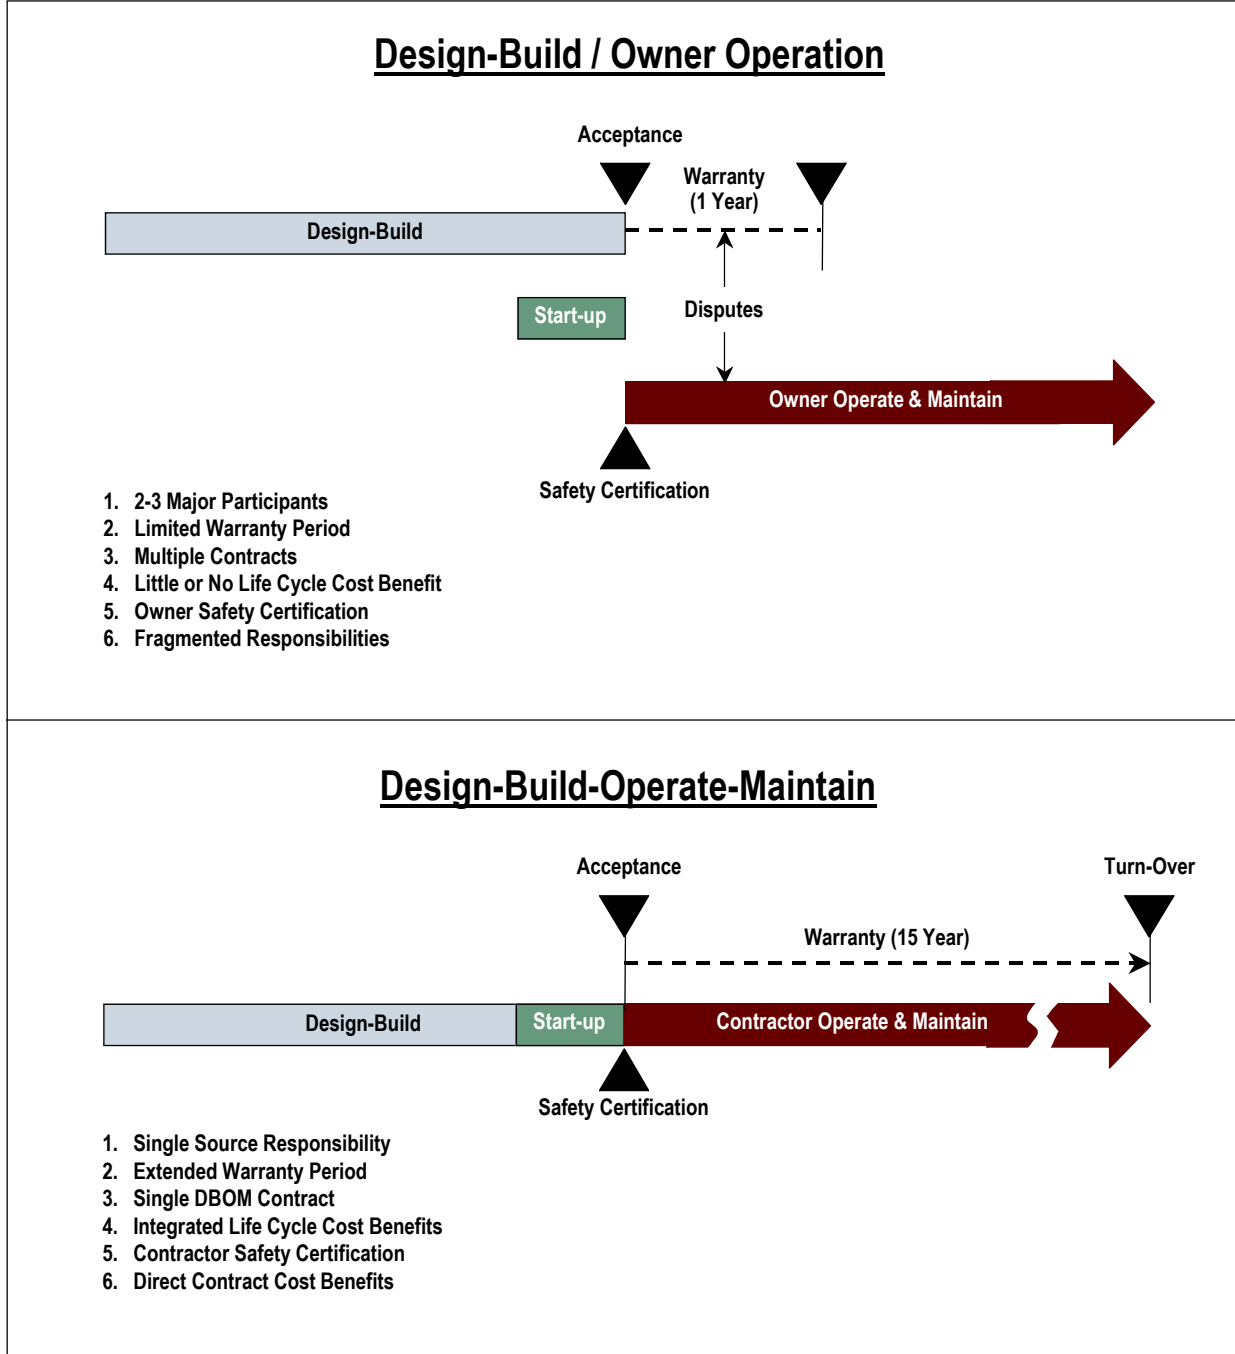 Design-Build / Owner Operation
Acceptance
Warranty
(1 Year)
Design-Build
Start-up
Disputes
Owner Operate & Maintain
Safety Certification
1. 2-3 Major Participants
2. Limited Warranty Period
3. Multiple Contracts
4. Little or No Life Cycle Cost Benefit
5. Owner Safety Certification
6. Fragmented Responsibilities
Design-Build-Operate-Maintain
Acceptance
Turn-Over
Warranty (15 Year)
Design-Build
Start-up
Contractor Operate & Maintain
Safety Certification
1. Single Source Responsibility
2. Extended Warranty Period
3. Single DBOM Contract
4. Integrated Life Cycle Cost Benefits
5. Contractor Safety Certification
6. Direct Contract Cost Benefits